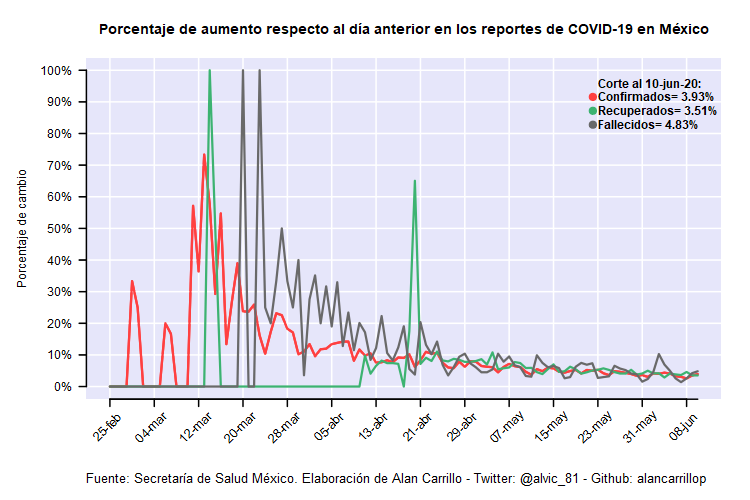 Porcentaje de aumento respecto al día anterior en los reportes de COVID-19 en México
Corte al 10-jun-20:
Confirmados= 3.93%
Recuperados= 3.51%
Fallecidos= 4.83%
Porcentaje de cambio
100%
90%
80%
70%
60%
50%
40%
30%
20%
10%
0%
25-feb
04-mar
12-mar
20-mar
28-mar
05-abr
13-abr
21-abr
29-abr
07-may
15-may
23-may
31-may
08-jun
Fuente: Secretaría de Salud México. Elaboración de Alan Carrillo - Twitter: @alvic_81 - Github: alancarrillop